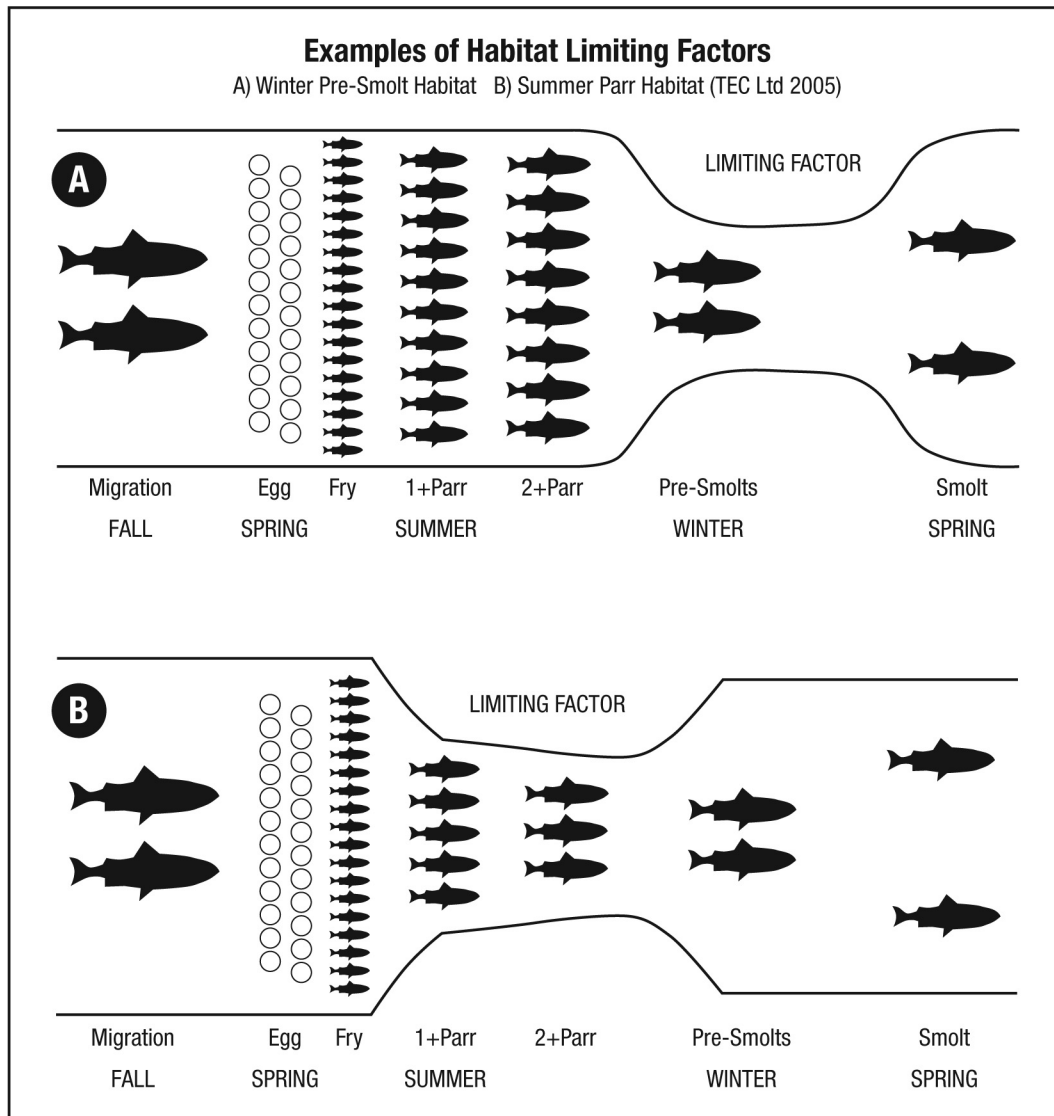 Examples of Habitat Limiting Factors
A) Winter Pre-Smolt Habitat B) Summer Parr Habitat (TEC Ltd 2005)
A
LIMITING FACTOR
Migration Egg Fry 1+Parr 2+Parr Pre-Smolts Smolt
FALL SPRING SUMMER WINTER SPRING
B
LIMITING FACTOR
Migration Egg Fry 1+Parr 2+Parr Pre-Smolts Smolt
FALL SPRING SUMMER WINTER SPRING